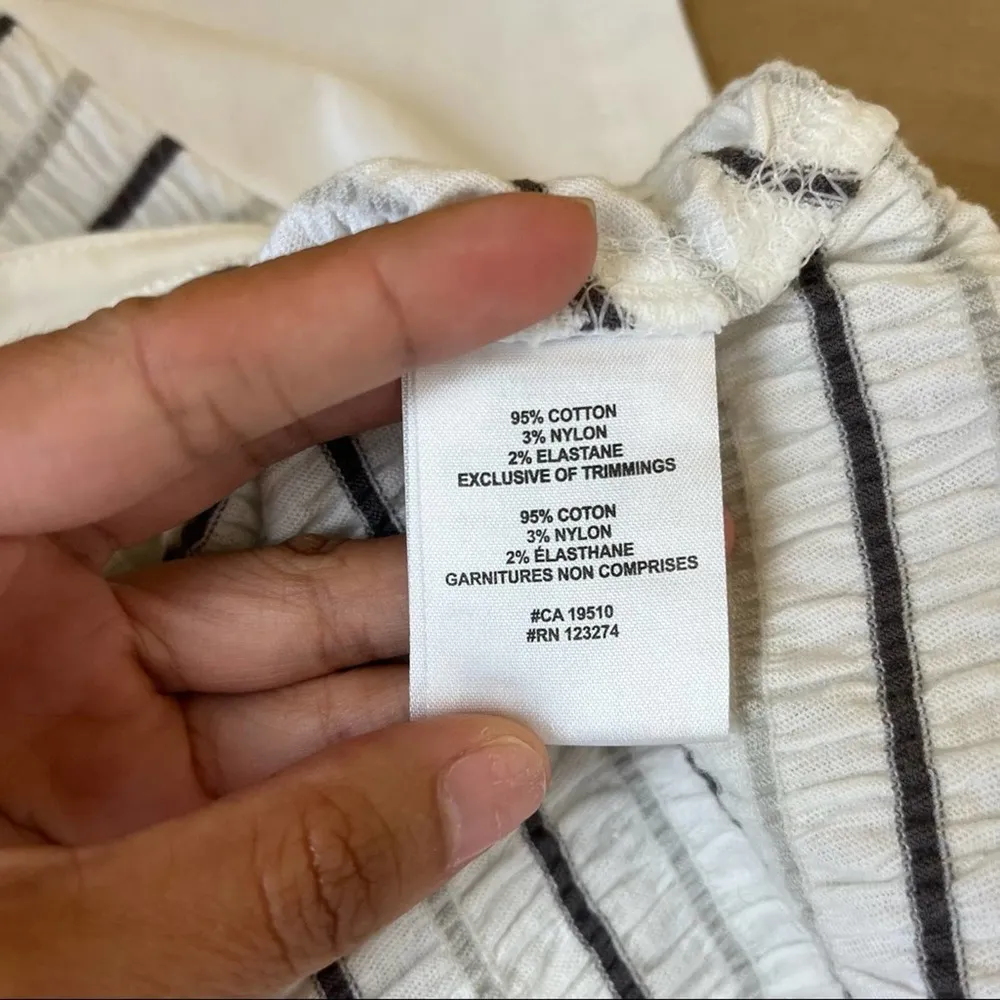 95% COTTON
3% NYLON
2% ELASTANE
EXCLUSIVE OF TRIMMINGS
95% COTON
3% NYLON
2% ÉLASTHANE
GARNITURES NON COMPRISES
#CA 19510
#RN 123274